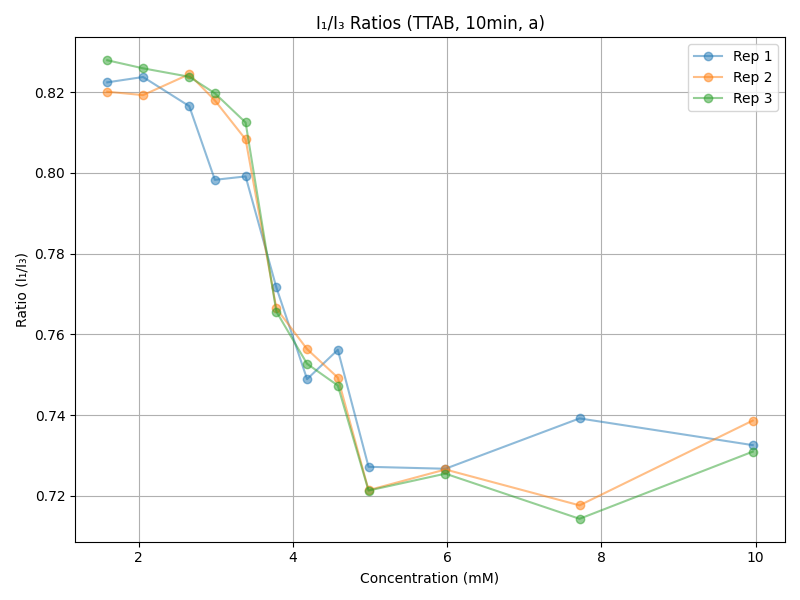 I₁/I₃ Ratios (TTAB, 10min, a)
Rep 1
Rep 2
Rep 3
0.82
0.80
0.78
0.76
0.74
0.72
Ratio (I₁/I₃)
2
4
6
8
10
Concentration (mM)